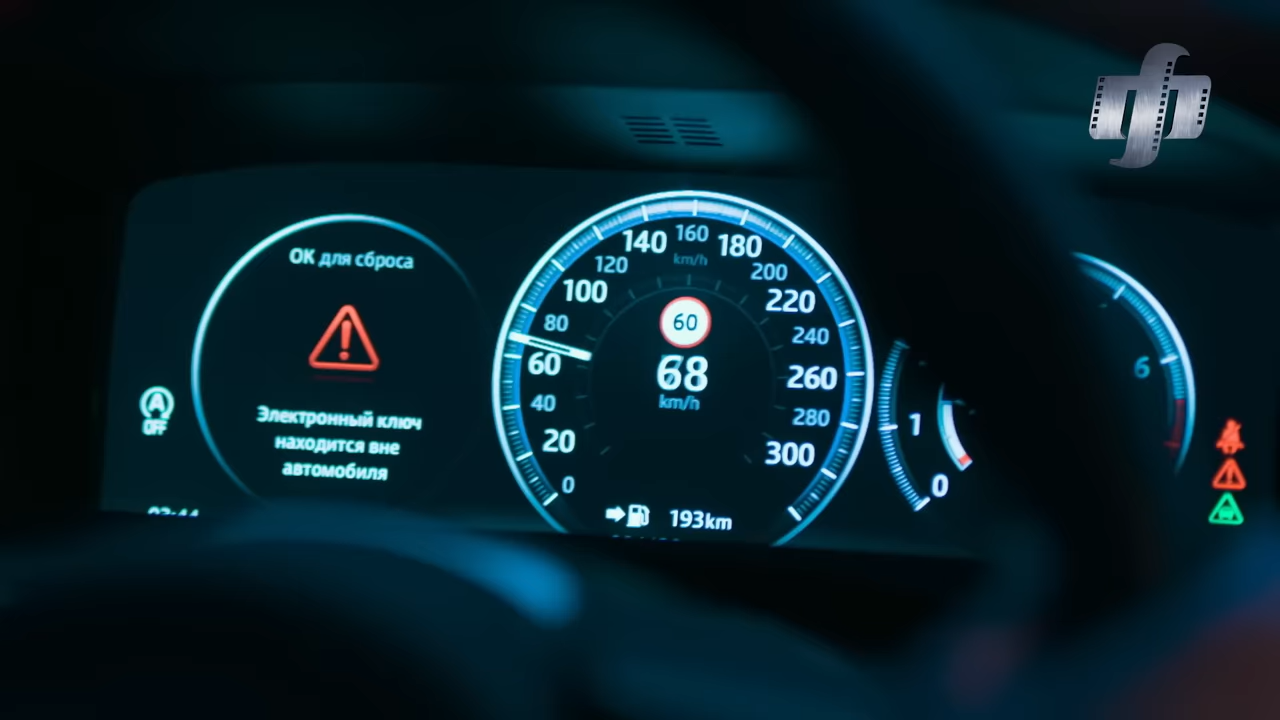 OK для сброса
Электронный ключ
находится вне
автомобиля
A
OFF
0
20
40
60
80
100
120
140
160
180
200
220
240
260
280
300
km/h
60
68
km/h
193km
1
0
6